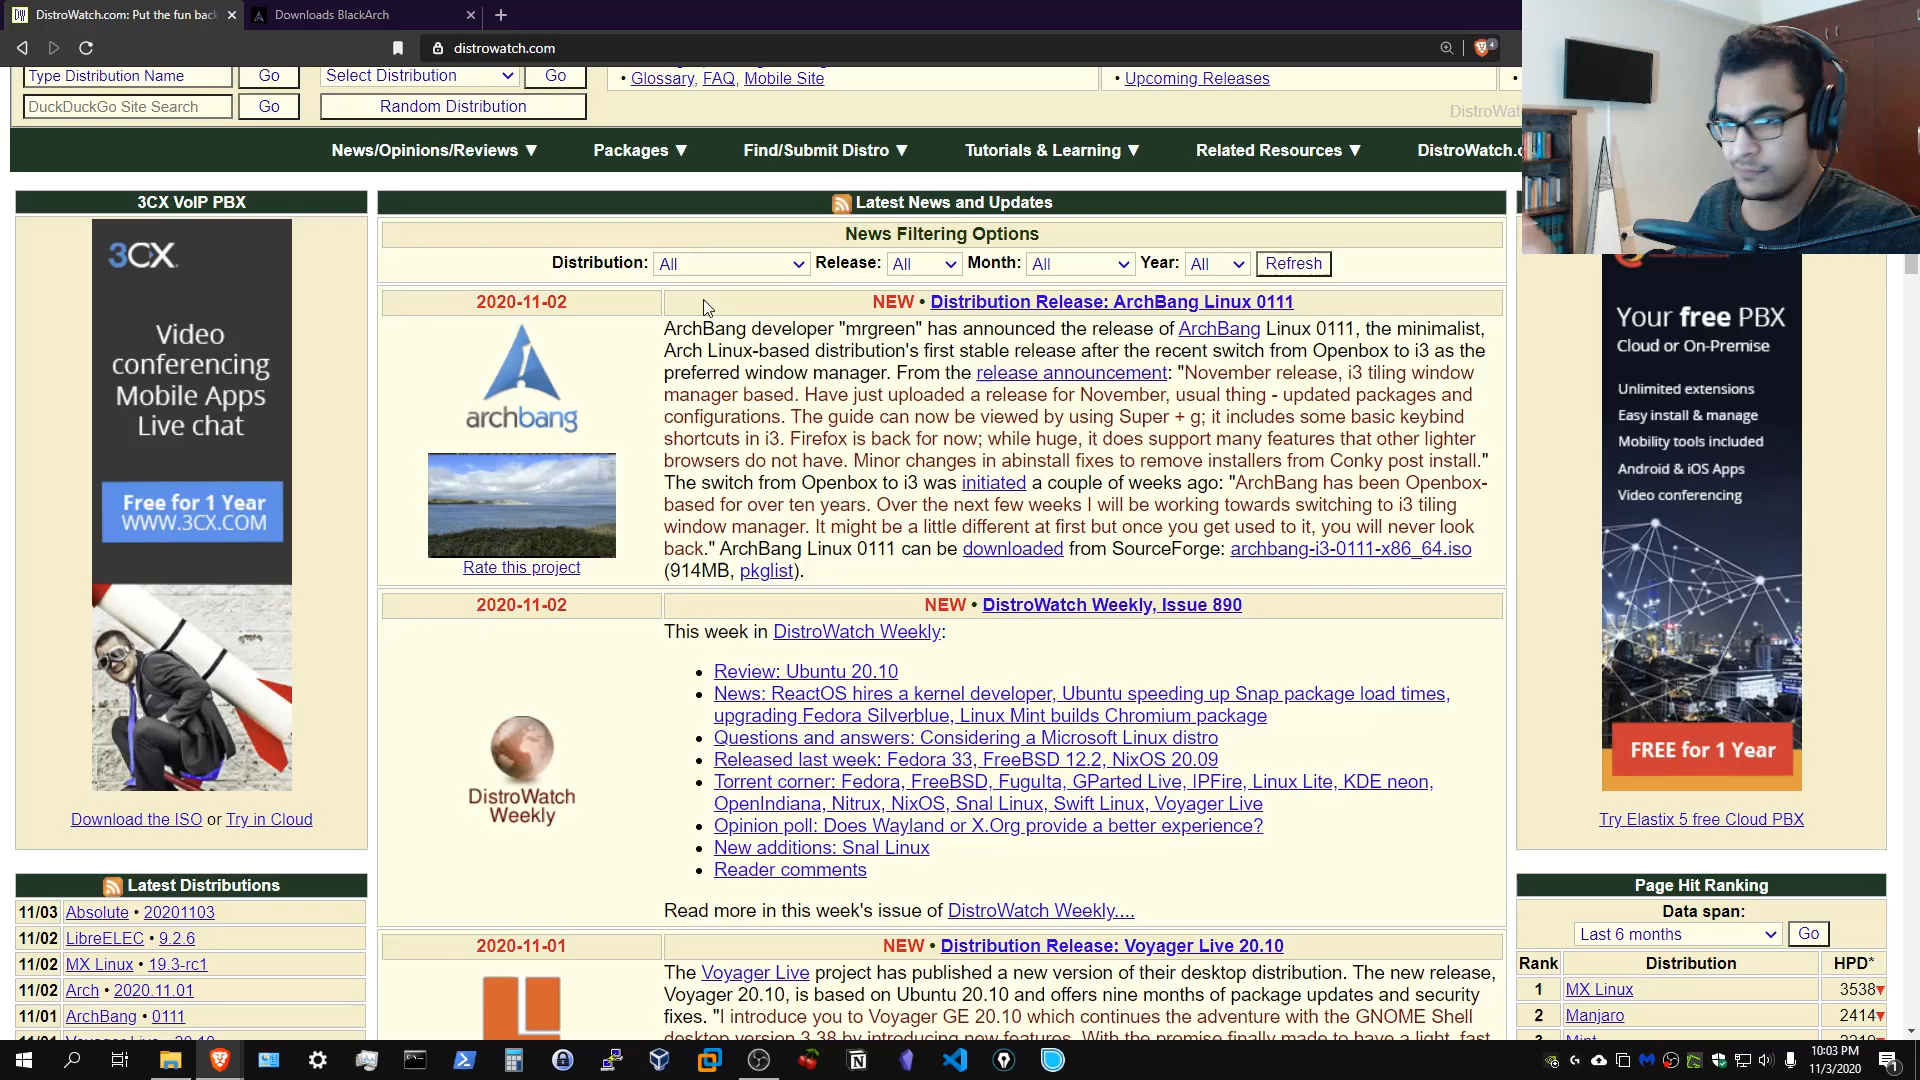 DistroWatch.com: Put the fun back
Downloads BlackArch
distrowatch.com
4
Type Distribution Name
Go
Select Distribution
Go
Glossary, FAQ, Mobile Site
Upcoming Releases
DuckDuckGo Site Search
Go
Random Distribution
DistroWat
News/Opinions/Reviews ▼
Packages ▼
Find/Submit Distro ▼
Tutorials & Learning ▼
Related Resources ▼
DistroWatch.c
3CX VoIP PBX
3CX
Video
conferencing
Mobile Apps
Live chat
Free for 1 Year
WWW.3CX.COM
Download the ISO or Try in Cloud
Latest Distributions
11/03 Absolute • 20201103
11/02 LibreELEC • 9.2.6
11/02 MX Linux • 19.3-rc1
11/02 Arch • 2020.11.01
11/01 ArchBang • 0111
Latest News and Updates
News Filtering Options
Distribution: All Release: All Month: All Year: All Refresh
2020-11-02
NEW • Distribution Release: ArchBang Linux 0111
archbang
Rate this project
ArchBang developer "mrgreen" has announced the release of ArchBang Linux 0111, the minimalist,
Arch Linux-based distribution's first stable release after the recent switch from Openbox to i3 as the
preferred window manager. From the release announcement: "November release, i3 tiling window
manager based. Have just uploaded a release for November, usual thing - updated packages and
configurations. The guide can now be viewed by using Super + g; it includes some basic keybind
shortcuts in i3. Firefox is back for now; while huge, it does support many features that other lighter
browsers do not have. Minor changes in abinstall fixes to remove installers from Conky post install."
The switch from Openbox to i3 was initiated a couple of weeks ago: "ArchBang has been Openbox-
based for over ten years. Over the next few weeks I will be working towards switching to i3 tiling
window manager. It might be a little different at first but once you get used to it, you will never look
back." ArchBang Linux 0111 can be downloaded from SourceForge: archbang-i3-0111-x86_64.iso
(914MB, pkglist).
2020-11-02
NEW • DistroWatch Weekly, Issue 890
DistroWatch
Weekly
This week in DistroWatch Weekly:
Review: Ubuntu 20.10
News: ReactOS hires a kernel developer, Ubuntu speeding up Snap package load times,
upgrading Fedora Silverblue, Linux Mint builds Chromium package
Questions and answers: Considering a Microsoft Linux distro
Released last week: Fedora 33, FreeBSD 12.2, NixOS 20.09
Torrent corner: Fedora, FreeBSD, FuguIta, GParted Live, IPFire, Linux Lite, KDE neon,
OpenIndiana, Nitrux, NixOS, Snal Linux, Swift Linux, Voyager Live
Opinion poll: Does Wayland or X.Org provide a better experience?
New additions: Snal Linux
Reader comments
Read more in this week's issue of DistroWatch Weekly....
2020-11-01
NEW • Distribution Release: Voyager Live 20.10
The Voyager Live project has published a new version of their desktop distribution. The new release,
Voyager 20.10, is based on Ubuntu 20.10 and offers nine months of package updates and security
fixes. "I introduce you to Voyager GE 20.10 which continues the adventure with the GNOME Shell
desktop version 3.38 by introducing new features. With the promise finally made to have a light, fast
Your free PBX
Cloud or On-Premise
Unlimited extensions
Easy install & manage
Mobility tools included
Android & iOS Apps
Video conferencing
FREE for 1 Year
Try Elastix 5 free Cloud PBX
Page Hit Ranking
Data span:
Last 6 months Go
Rank Distribution HPD*
1 MX Linux 3538▼
2 Manjaro 2414▼
10:03 PM
11/3/2020
1